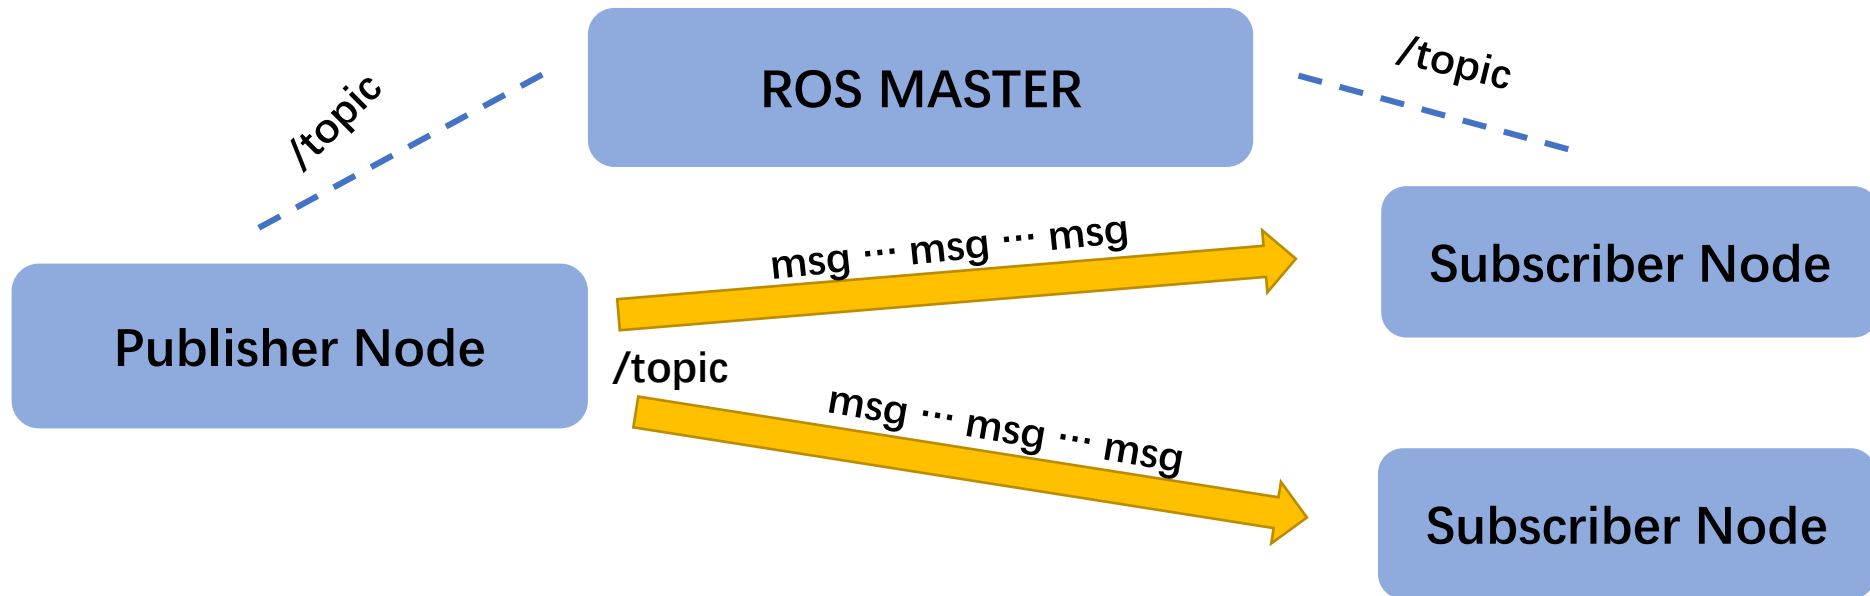 /topic
ROS MASTER
/topic
msg ··· msg ··· msg
Subscriber Node
Publisher Node
/topic
msg ··· msg ··· msg
Subscriber Node